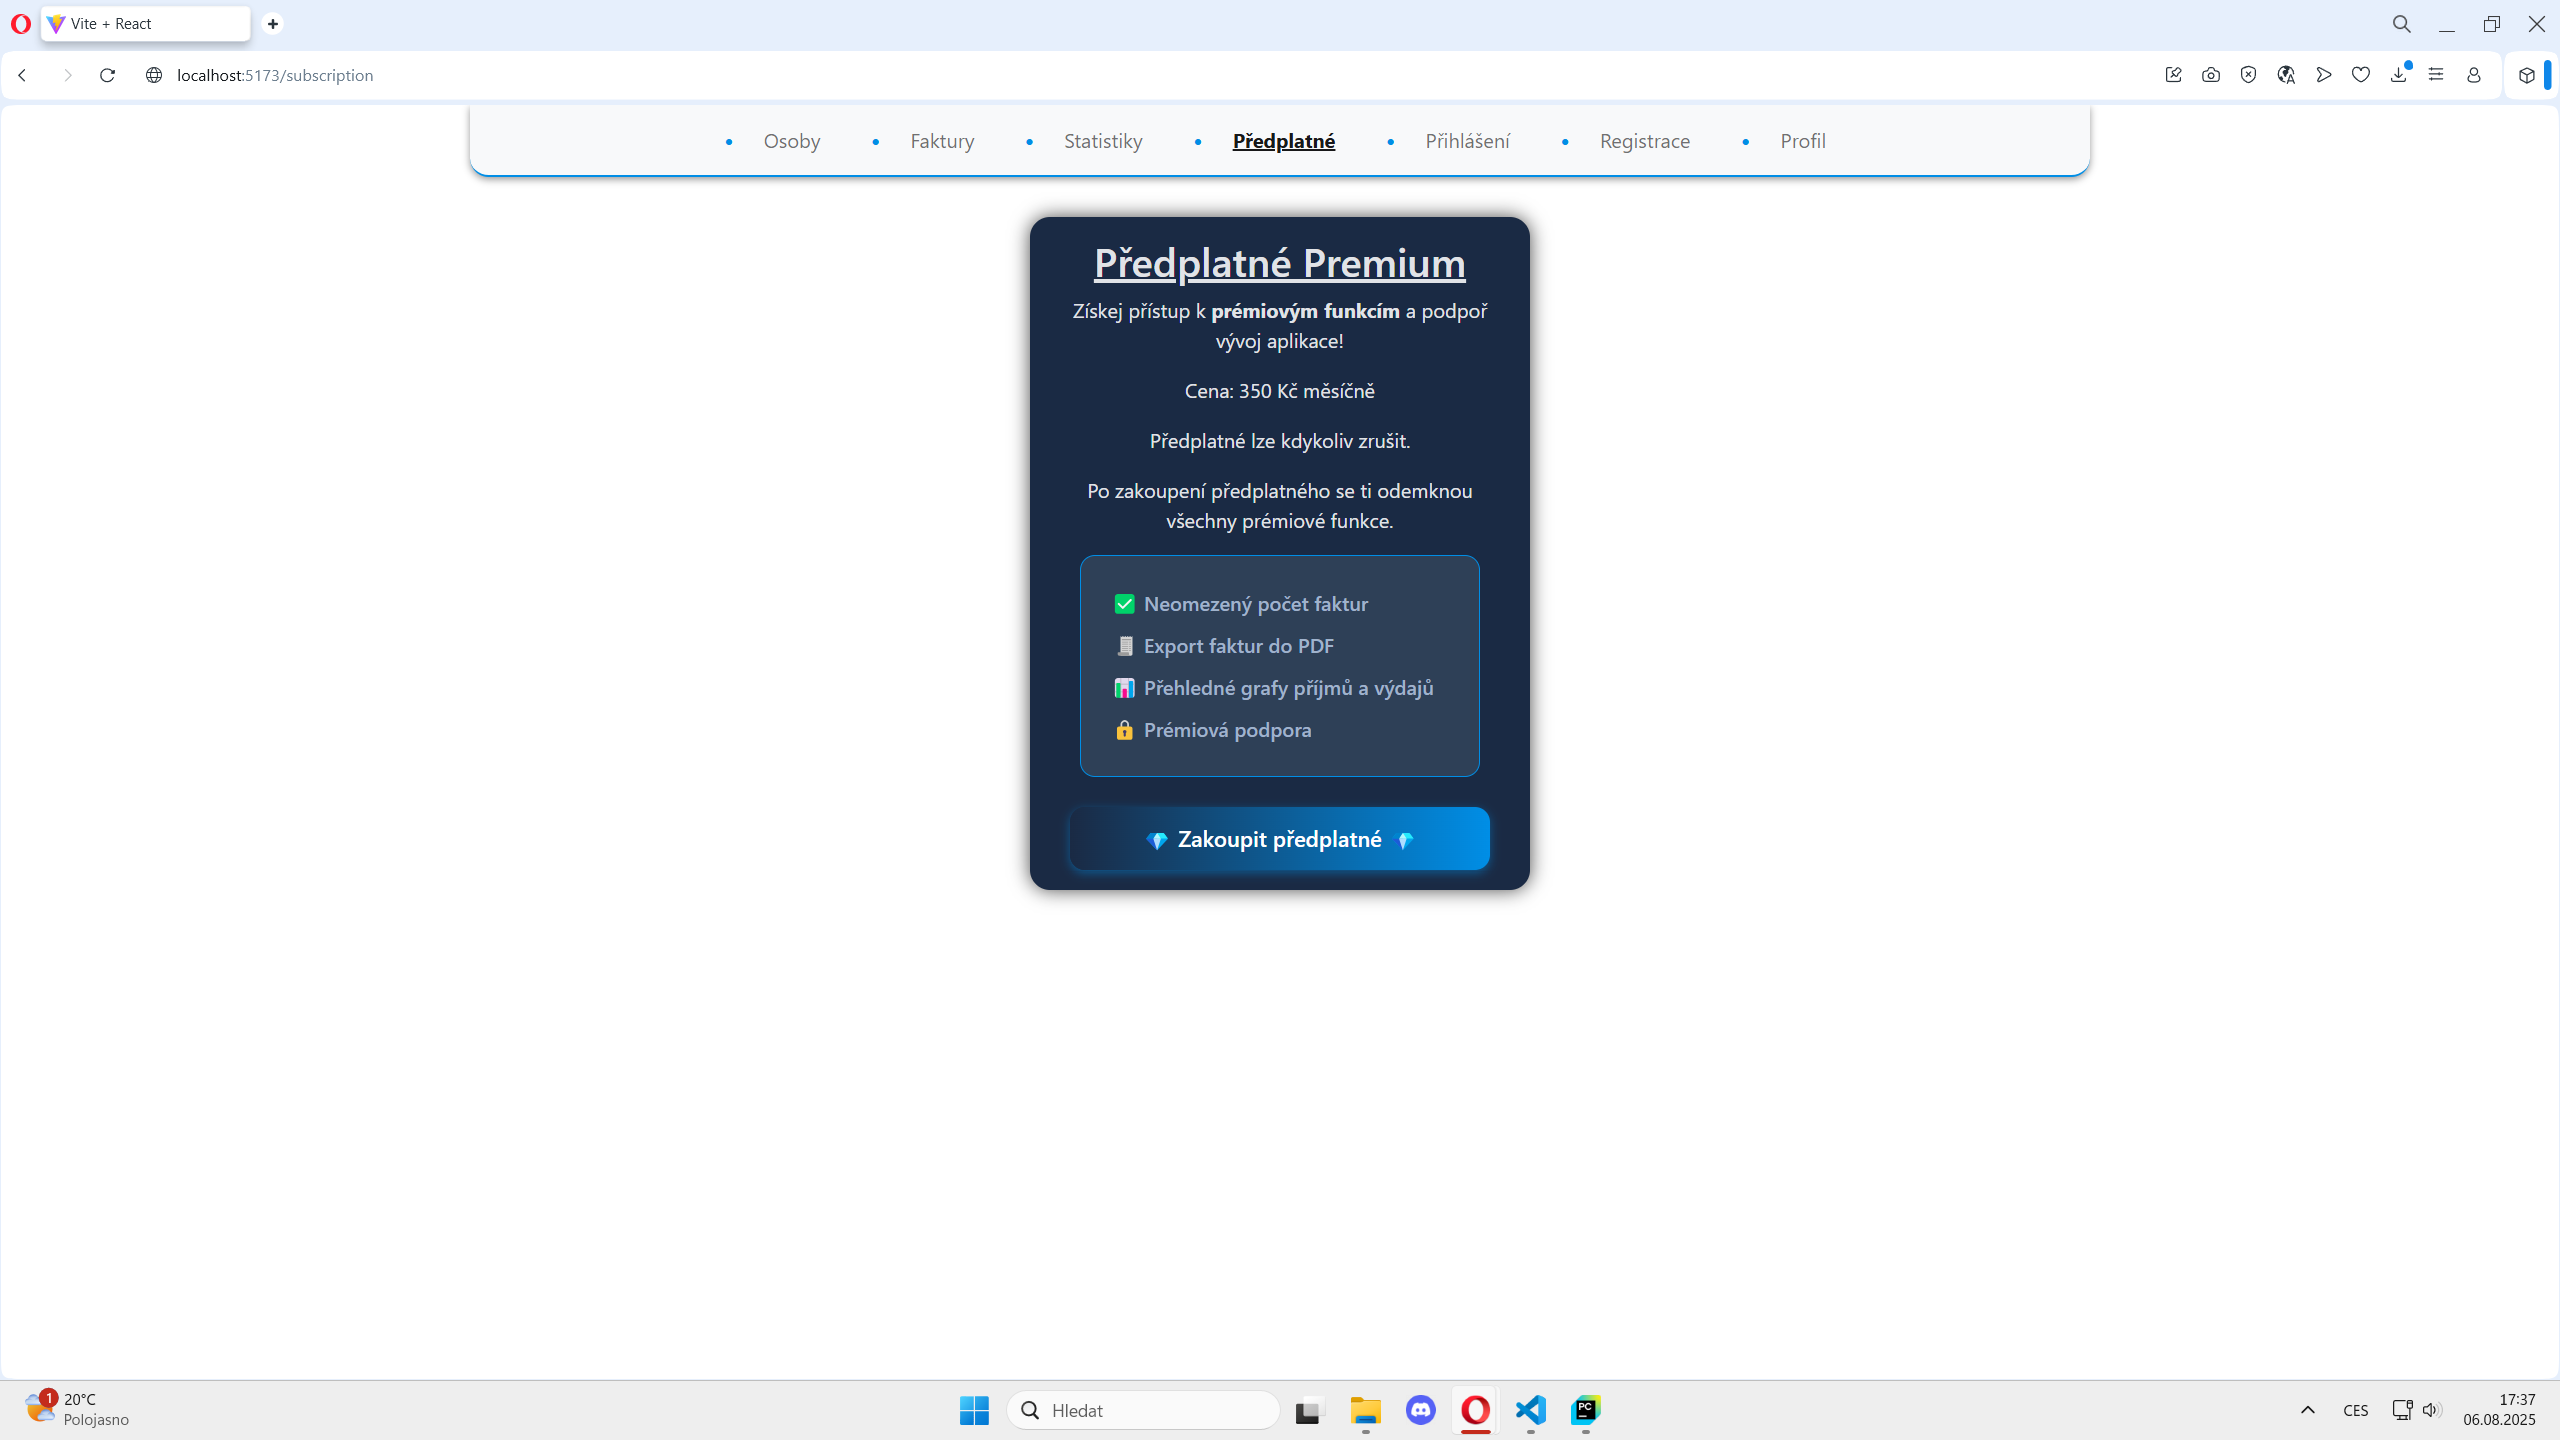 Vite + React
localhost:5173/subscription
Osoby
Faktury
Statistiky
Předplatné
Přihlášení
Registrace
Profil
Předplatné Premium
Získej přístup k prémiovým funkcím a podpoř
vývoj aplikace!
Cena: 350 Kč měsíčně
Předplatné lze kdykoliv zrušit.
Po zakoupení předplatného se ti odemknou
všechny prémiové funkce.
Neomezený počet faktur
Export faktur do PDF
Přehledné grafy příjmů a výdajů
Prémiová podpora
Zakoupit předplatné
1
20°C
Polojasno
Hledat
PC
CES
17:37
06.08.2025